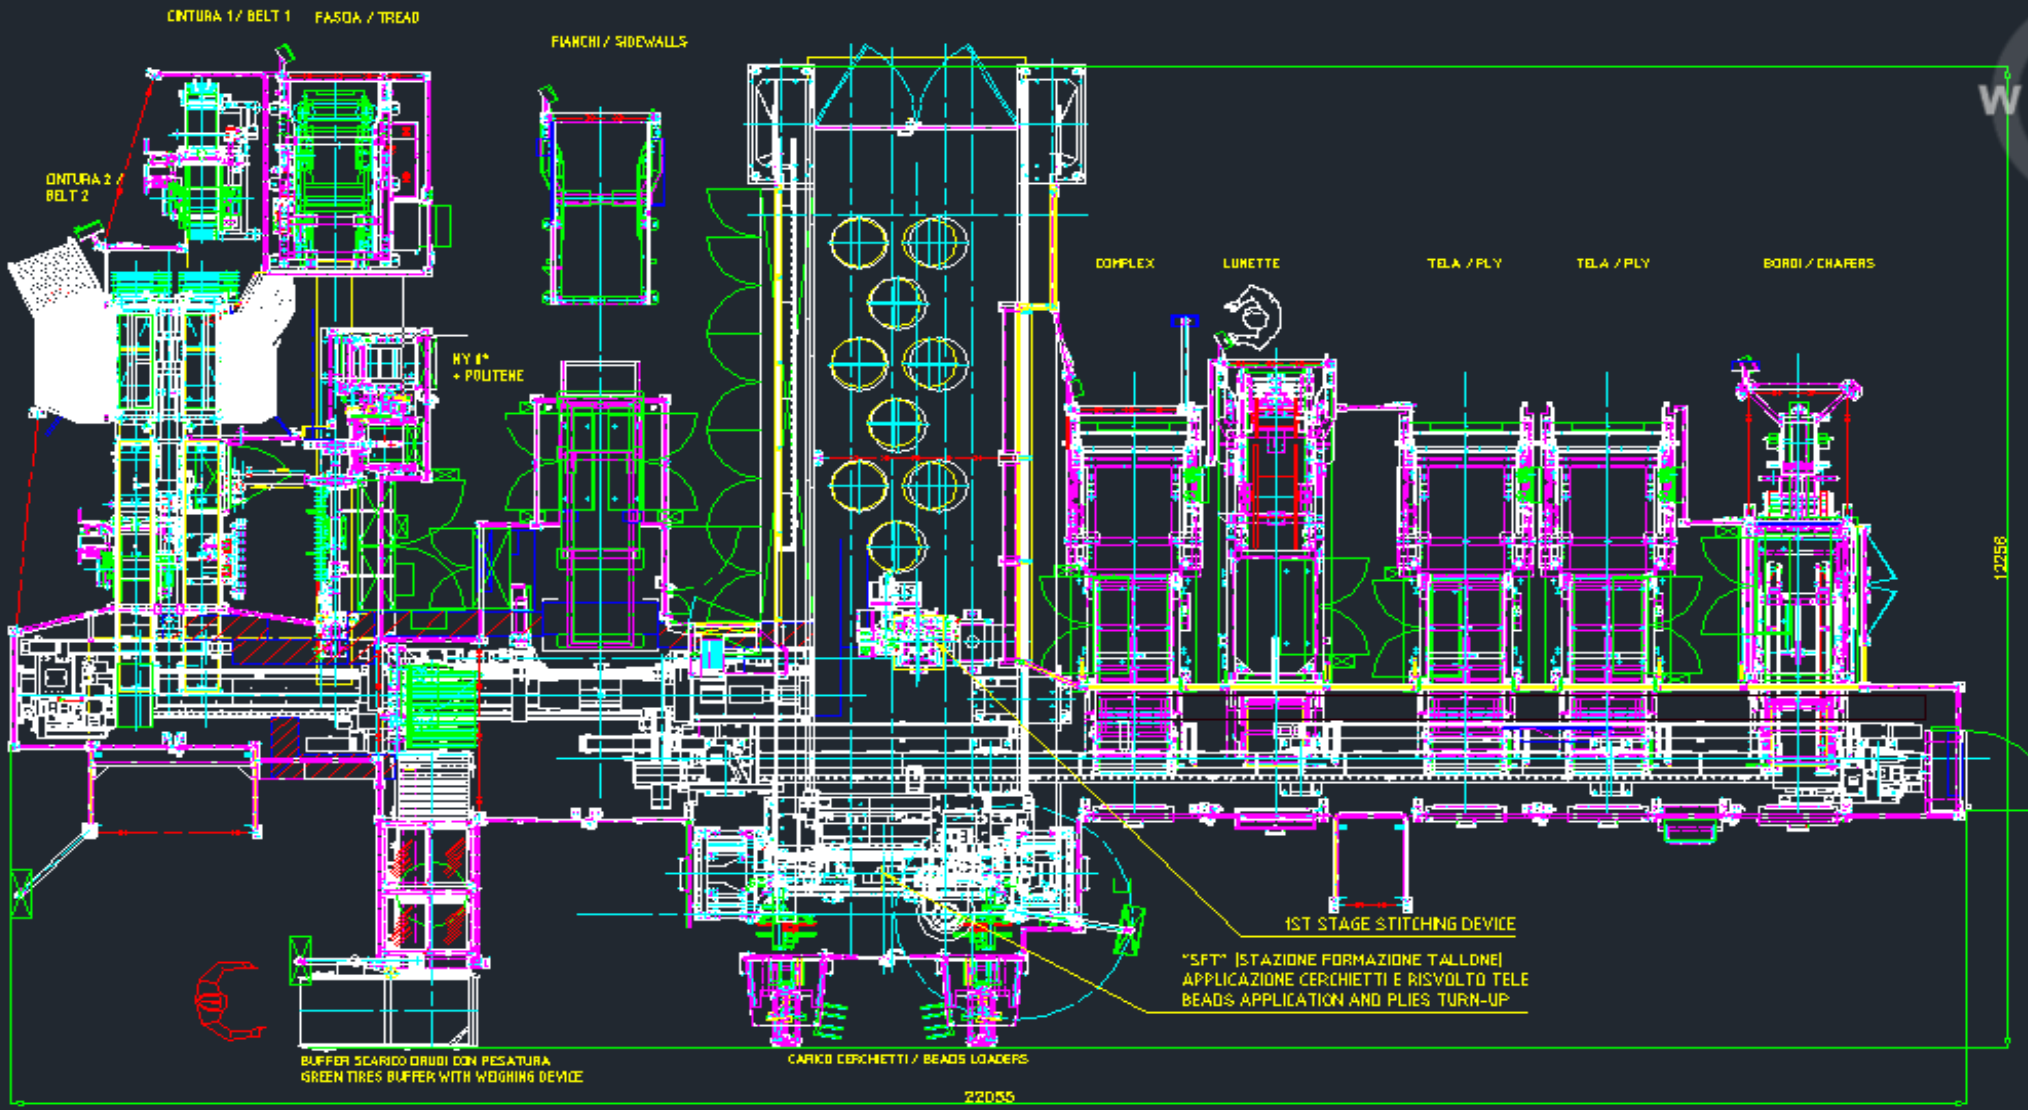 CINTURA 1 / BELT 1
FASCIA / TREAD
FIANCHI / SIDEWALLS
W
CINTURA 2 /
BELT 2
COMPLEX
LUNETTE
TELA / PLY
TELA / PLY
BORDI / CHAFERS
+ POLITENE
12256
1ST STAGE STITCHING DEVICE
"SFT" (STAZIONE FORMAZIONE TALLONE)
APPLICAZIONE CERCHIETTI E RISVOLTO TELE
BEADS APPLICATION AND PLIES TURN-UP
BUFFER SCARICO CRUDI CON PESATURA
GREEN TIRES BUFFER WITH WEIGHING DEVICE
CARICO CERCHIETTI / BEADS LOADERS
22055